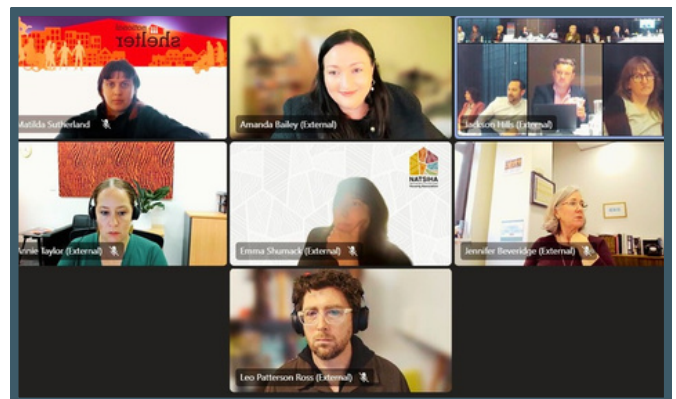 shelter
Matilda Sutherland
Amanda Bailey (External)
Jackson Hills (External)
Annie Taylor (External)
NATSIHA
Emma Shumack (External)
Jennifer Beveridge (External)
Leo Patterson Ross (External)